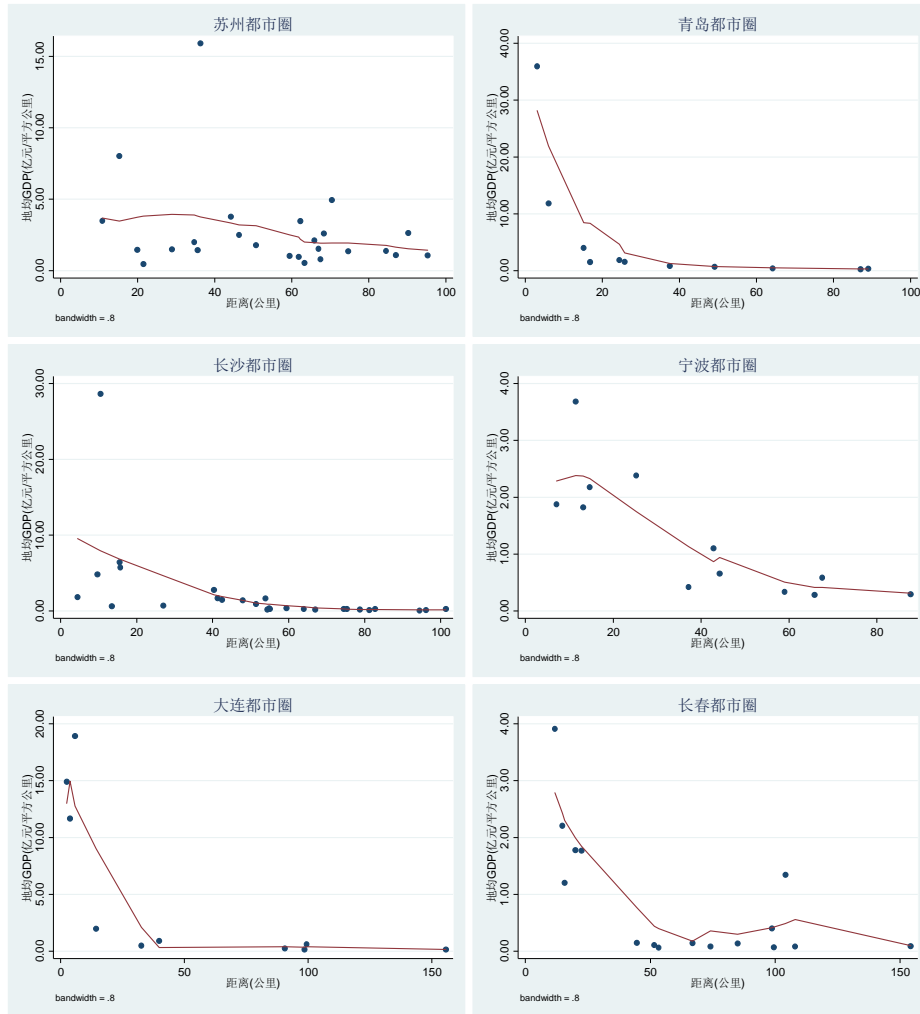 苏州都市圈
地均GDP(亿元/平方公里)
0.00 5.00 10.00 15.00
0 20 40 60 80 100
距离(公里)
bandwidth = .8
青岛都市圈
地均GDP(亿元/平方公里)
0.00 10.00 20.00 30.00 40.00
0 20 40 60 80 100
距离(公里)
bandwidth = .8
长沙都市圈
地均GDP(亿元/平方公里)
0.00 10.00 20.00 30.00
0 20 40 60 80 100
距离(公里)
bandwidth = .8
宁波都市圈
地均GDP(亿元/平方公里)
0.00 1.00 2.00 3.00 4.00
0 20 40 60 80
距离(公里)
bandwidth = .8
大连都市圈
地均GDP(亿元/平方公里)
0.00 5.00 10.00 15.00 20.00
0 50 100 150
距离(公里)
bandwidth = .8
长春都市圈
地均GDP(亿元/平方公里)
0.00 1.00 2.00 3.00 4.00
0 50 100 150
距离(公里)
bandwidth = .8